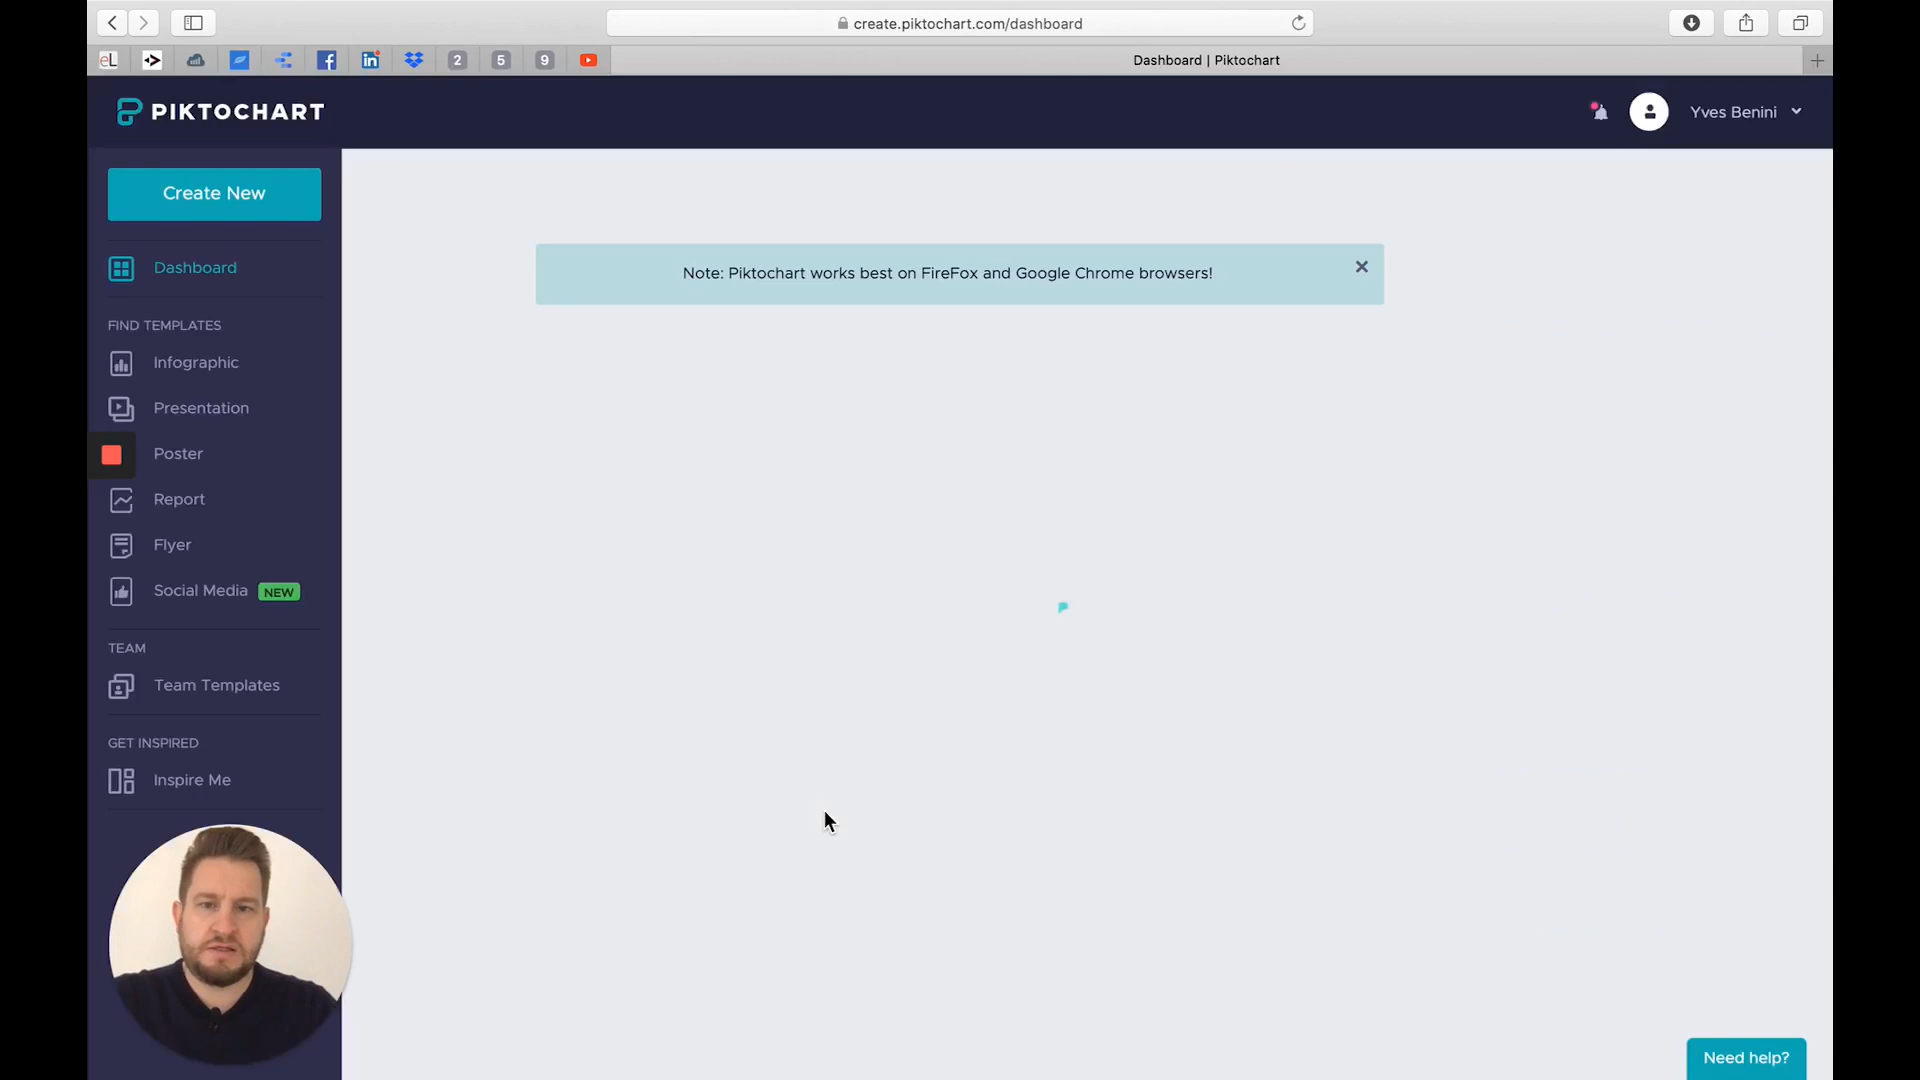 create.piktochart.com/dashboard
eL
2
5
9
Dashboard | Piktochart
PIKTOCHART
Yves Benini
Create New
Dashboard
FIND TEMPLATES
Infographic
Presentation
Poster
Report
Flyer
Social Media NEW
TEAM
Team Templates
GET INSPIRED
Inspire Me
Note: Piktochart works best on FireFox and Google Chrome browsers!
Need help?